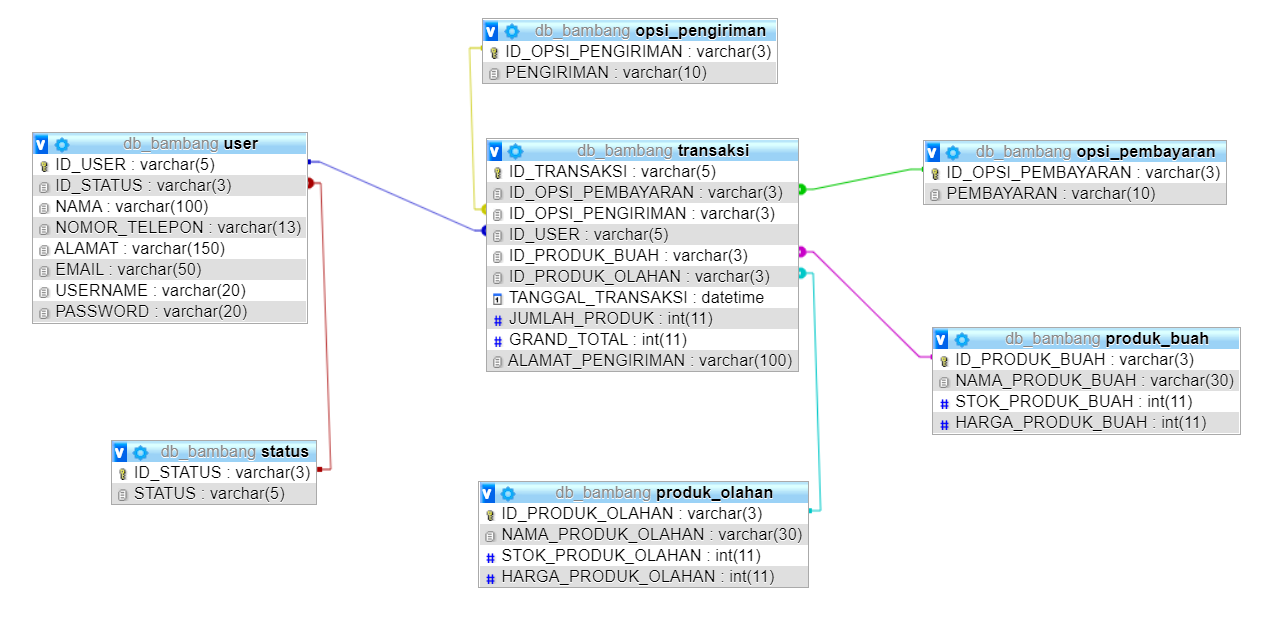 db_bambang opsi_pengiriman
ID_OPSI_PENGIRIMAN : varchar(3)
PENGIRIMAN : varchar(10)
db_bambang user
ID_USER : varchar(5)
ID_STATUS : varchar(3)
NAMA : varchar(100)
NOMOR_TELEPON : varchar(13)
ALAMAT : varchar(150)
EMAIL : varchar(50)
USERNAME : varchar(20)
PASSWORD : varchar(20)
db_bambang transaksi
ID_TRANSAKSI : varchar(5)
ID_OPSI_PEMBAYARAN : varchar(3)
ID_OPSI_PENGIRIMAN : varchar(3)
ID_USER : varchar(5)
ID_PRODUK_BUAH : varchar(3)
ID_PRODUK_OLAHAN : varchar(3)
TANGGAL_TRANSAKSI : datetime
JUMLAH_PRODUK : int(11)
GRAND_TOTAL : int(11)
ALAMAT_PENGIRIMAN : varchar(100)
db_bambang opsi_pembayaran
ID_OPSI_PEMBAYARAN : varchar(3)
PEMBAYARAN : varchar(10)
db_bambang produk_buah
ID_PRODUK_BUAH : varchar(3)
NAMA_PRODUK_BUAH : varchar(30)
STOK_PRODUK_BUAH : int(11)
HARGA_PRODUK_BUAH : int(11)
db_bambang status
ID_STATUS : varchar(3)
STATUS : varchar(5)
db_bambang produk_olahan
ID_PRODUK_OLAHAN : varchar(3)
NAMA_PRODUK_OLAHAN : varchar(30)
STOK_PRODUK_OLAHAN : int(11)
HARGA_PRODUK_OLAHAN : int(11)